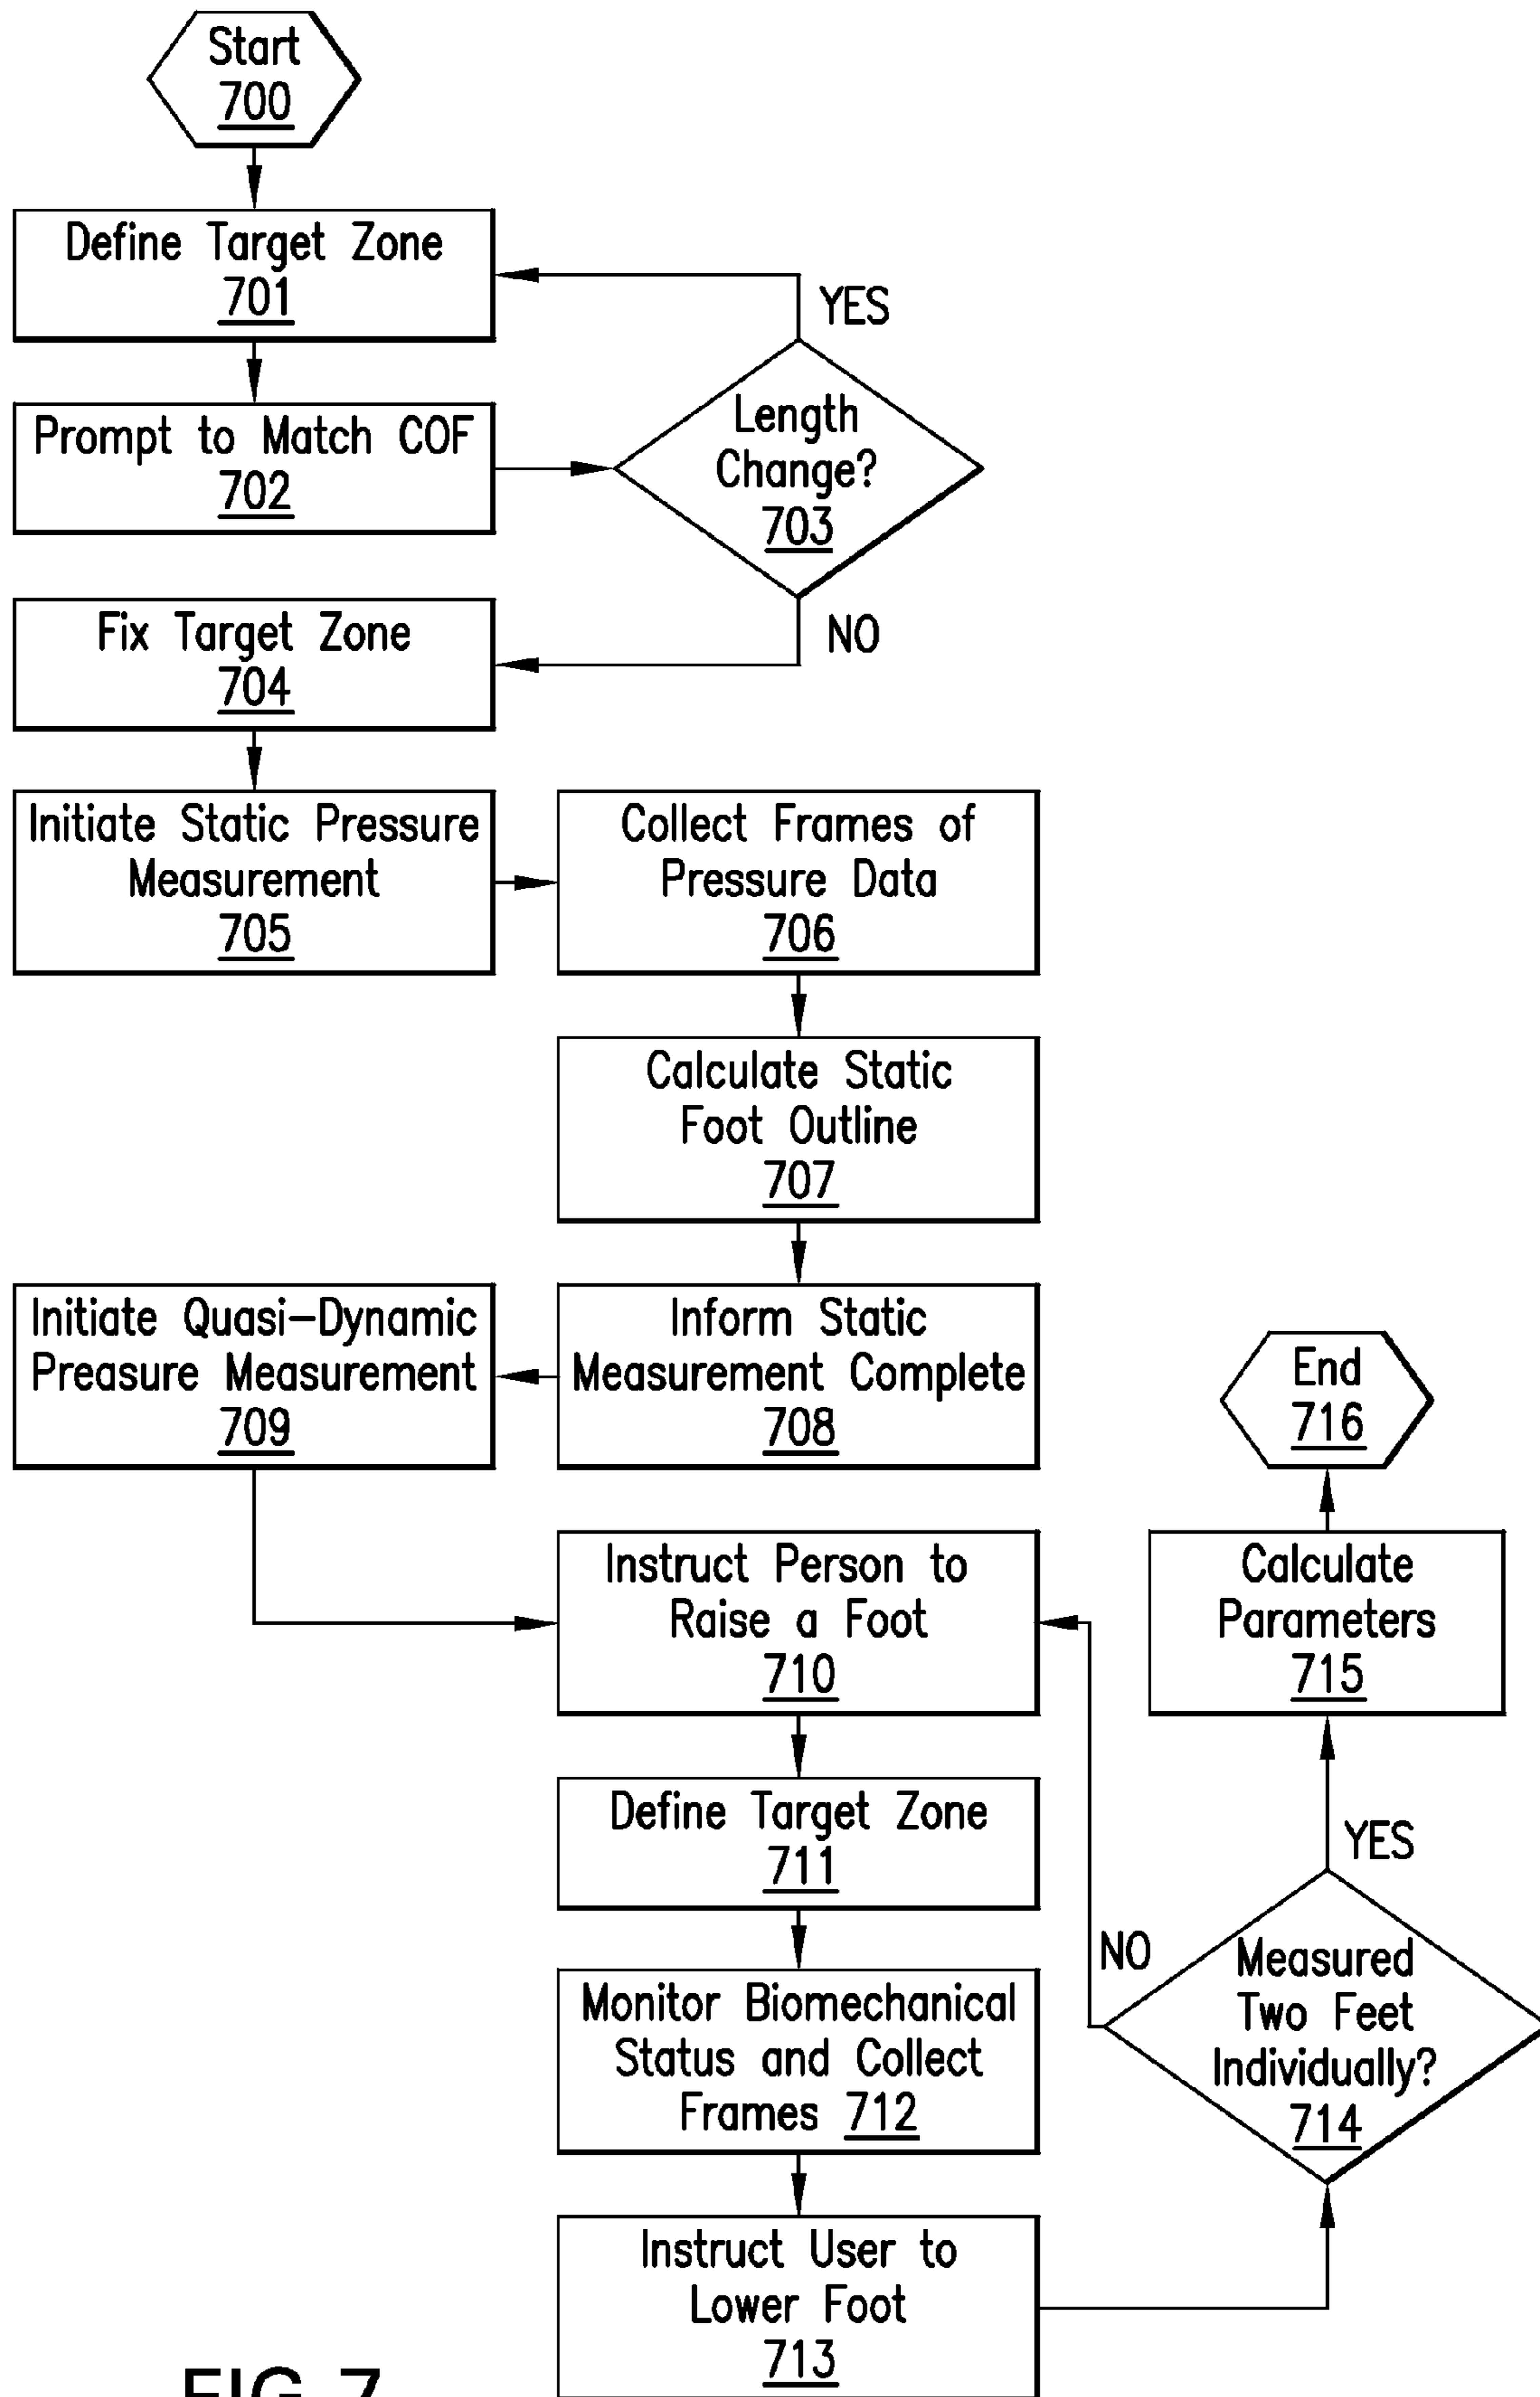 Start
700
Define Target Zone
701
YES
Prompt to Match COF
702
Length
Change?
703
NO
Fix Target Zone
704
Initiate Static Pressure
Measurement
705
Collect Frames of
Pressure Data
706
Calculate Static
Foot Outline
707
Inform Static
Measurement Complete
708
Initiate Quasi-Dynamic
Preasure Measurement
709
Instruct Person to
Raise a Foot
710
Define Target Zone
711
Monitor Biomechanical
Status and Collect
Frames 712
Instruct User to
Lower Foot
713
Measured
Two Feet
Individually?
714
NO
YES
Calculate
Parameters
715
End
716
FIG. 7